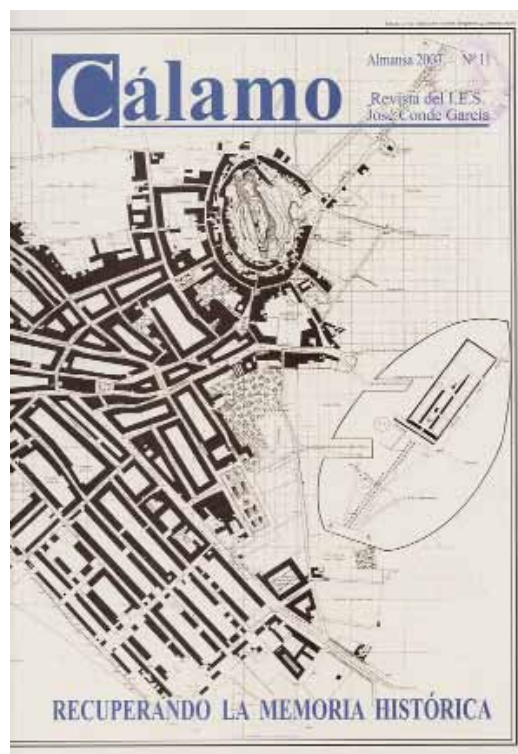 Cálamo
Almansa 2007 Nº 11
Revista del I.E.S.
José Conde García
RECUPERANDO LA MEMORIA HISTÓRICA